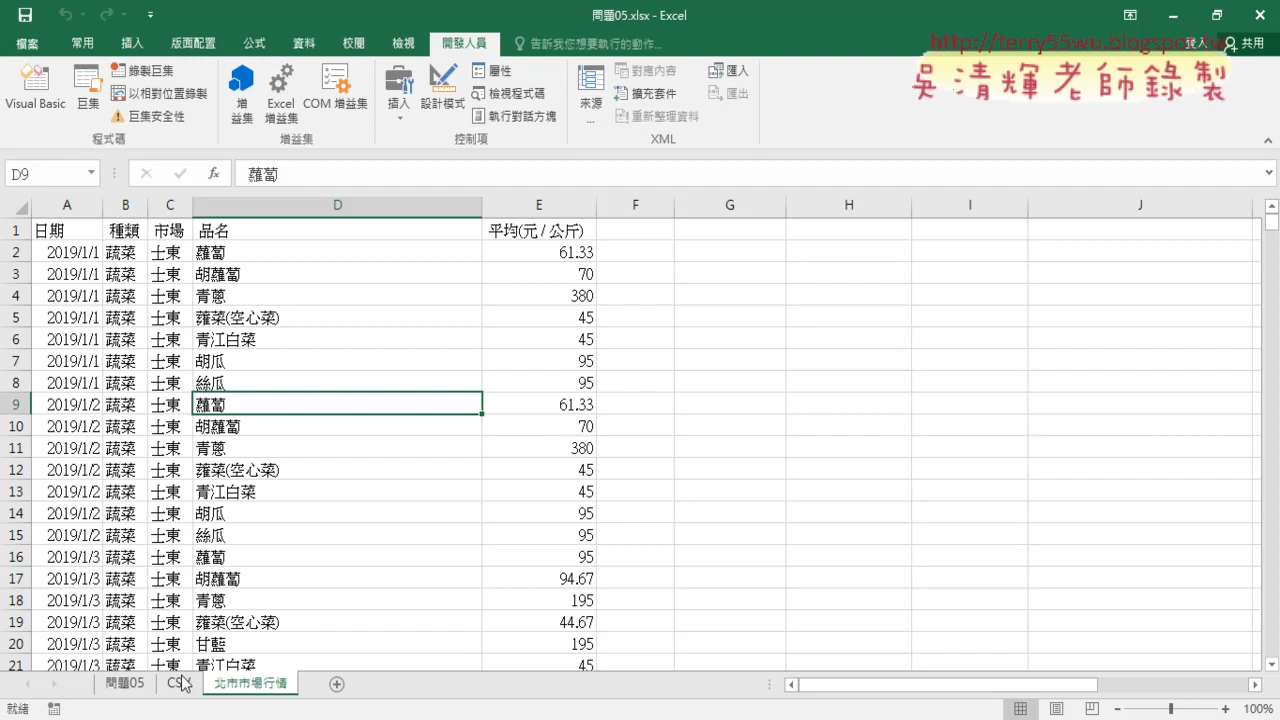 問題05.xlsx - Excel
檔案 常用 插入 版面配置 公式 資料 校閱 檢視 開發人員 告訴我您想要執行的動作... 登入 共用
http://terry55wu.blogspot.tw
吳清輝老師錄製
Visual Basic 巨集 錄製巨集 以相對位置錄製 巨集安全性 增益集 Excel 增益集 COM 增益集 插入 設計模式 屬性 檢視程式碼 執行對話方塊 來源... 對應內容 擴充套件 重新整理資料 匯入 匯出
程式碼 增益集 控制項 XML
D9 fx 蘿蔔
A B C D E F G H I J
1 日期 種類 市場 品名 平均(元 / 公斤)
2 2019/1/1 蔬菜 士東 蘿蔔 61.33
3 2019/1/1 蔬菜 士東 胡蘿蔔 70
4 2019/1/1 蔬菜 士東 青蔥 380
5 2019/1/1 蔬菜 士東 蕹菜(空心菜) 45
6 2019/1/1 蔬菜 士東 青江白菜 45
7 2019/1/1 蔬菜 士東 胡瓜 95
8 2019/1/1 蔬菜 士東 絲瓜 95
9 2019/1/2 蔬菜 士東 蘿蔔 61.33
10 2019/1/2 蔬菜 士東 胡蘿蔔 70
11 2019/1/2 蔬菜 士東 青蔥 380
12 2019/1/2 蔬菜 士東 蕹菜(空心菜) 45
13 2019/1/2 蔬菜 士東 青江白菜 45
14 2019/1/2 蔬菜 士東 胡瓜 95
15 2019/1/2 蔬菜 士東 絲瓜 95
16 2019/1/3 蔬菜 士東 蘿蔔 95
17 2019/1/3 蔬菜 士東 胡蘿蔔 94.67
18 2019/1/3 蔬菜 士東 青蔥 195
19 2019/1/3 蔬菜 士東 蕹菜(空心菜) 44.67
20 2019/1/3 蔬菜 士東 甘藍 195
21 2019/1/3 蔬菜 士東 青江白菜 45
問題05 北市市場行情
就緒 100%